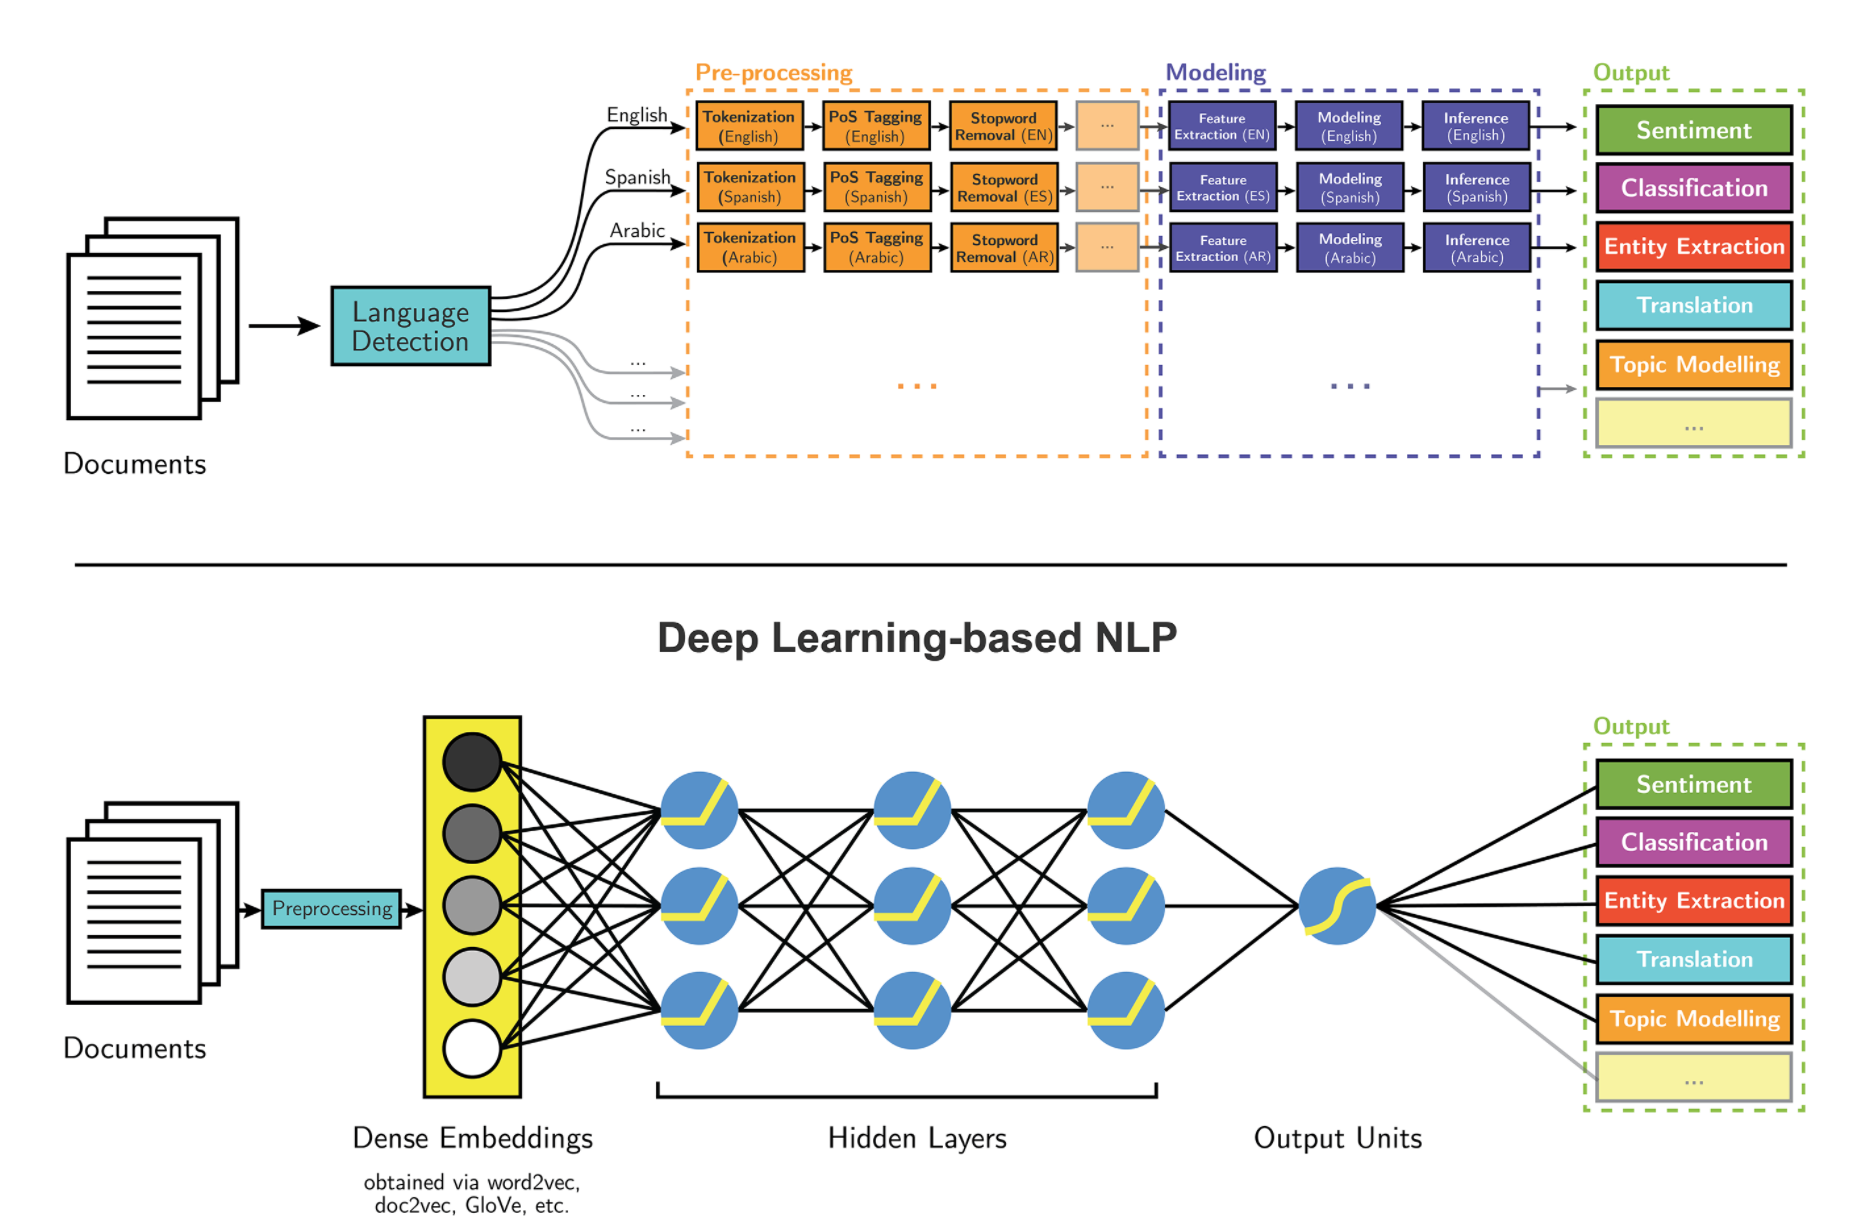 Pre-processing
Modeling
Output
English
Tokenization
(English)
PoS Tagging
(English)
Stopword
Removal (EN)
...
Feature
Extraction (EN)
Modeling
(English)
Inference
(English)
Spanish
Tokenization
(Spanish)
PoS Tagging
(Spanish)
Stopword
Removal (ES)
...
Feature
Extraction (ES)
Modeling
(Spanish)
Inference
(Spanish)
Arabic
Tokenization
(Arabic)
PoS Tagging
(Arabic)
Stopword
Removal (AR)
...
Feature
Extraction (AR)
Modeling
(Arabic)
Inference
(Arabic)
Sentiment
Classification
Entity Extraction
Translation
Topic Modelling
...
Language
Detection
...
...
...
...
...
Documents
Deep Learning-based NLP
Output
Sentiment
Classification
Entity Extraction
Translation
Topic Modelling
...
Preprocessing
Documents
Dense Embeddings
obtained via word2vec,
doc2vec, GloVe, etc.
Hidden Layers
Output Units